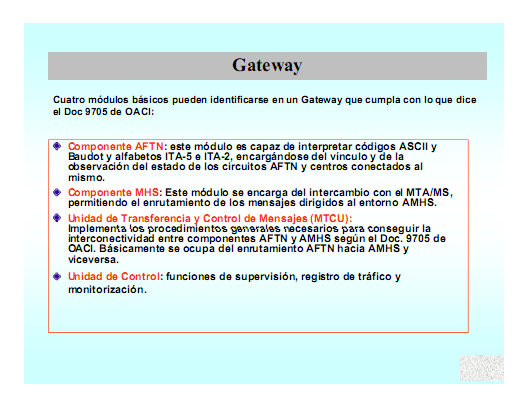 Gateway
Cuatro módulos básicos pueden identificarse en un Gateway que cumpla con lo que dice
el Doc 9705 de OACI:
Componente AFTN: este módulo es capaz de interpretar códigos ASCII y
Baudot y alfabetos ITA-5 e ITA-2, encargándose del vínculo y de la
observación del estado de los circuitos AFTN y centros conectados al
mismo.
Componente MHS: Este módulo se encarga del intercambio con el MTA/MS,
permitiendo el enrutamiento de los mensajes dirigidos al entorno AMHS.
Unidad de Transferencia y Control de Mensajes (MTCU):
Implementa los procedimientos generales necesarios para conseguir la
interconectividad entre componentes AFTN y AMHS según el Doc. 9705 de
OACI. Básicamente se ocupa del enrutamiento AFTN hacia AMHS y
viceversa.
Unidad de Control: funciones de supervisión, registro de tráfico y
monitorización.